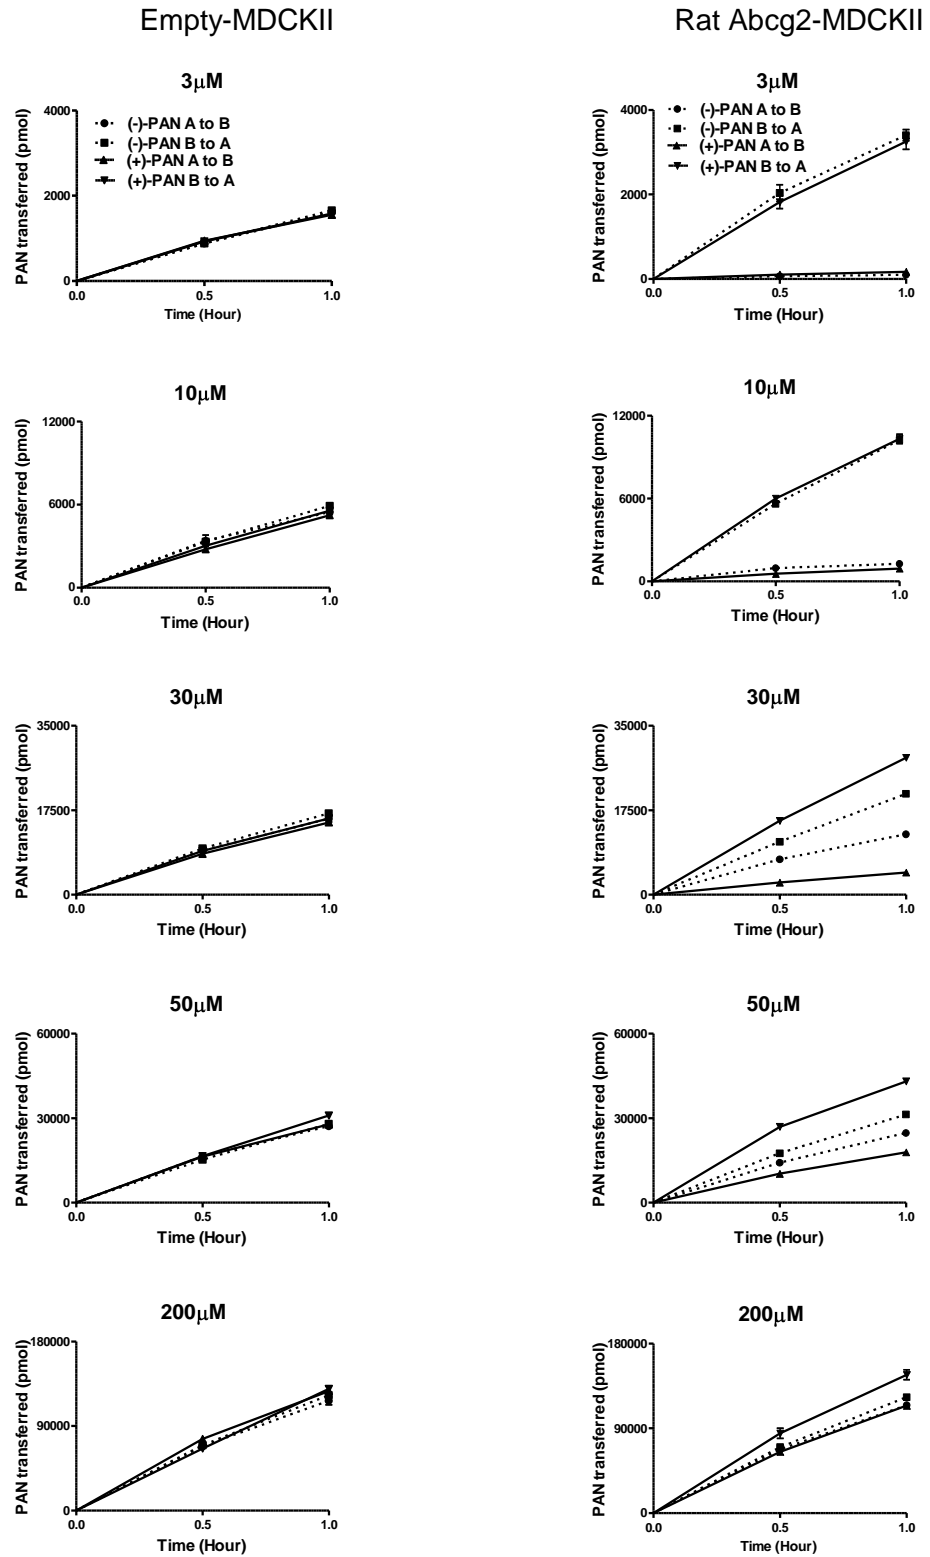 Empty-MDCKII
Rat Abcg2-MDCKII
3μM
PAN transferred (pmol)
4000
2000
0
(-)-PAN A to B
(-)-PAN B to A
(+)-PAN A to B
(+)-PAN B to A
0.0
0.5
1.0
Time (Hour)
3μM
PAN transferred (pmol)
4000
2000
0
(-)-PAN A to B
(-)-PAN B to A
(+)-PAN A to B
(+)-PAN B to A
0.0
0.5
1.0
Time (Hour)
10μM
PAN transferred (pmol)
12000
6000
0
0.0
0.5
1.0
Time (Hour)
10μM
PAN transferred (pmol)
12000
6000
0
0.0
0.5
1.0
Time (Hour)
30μM
PAN transferred (pmol)
35000
17500
0
0.0
0.5
1.0
Time (Hour)
30μM
PAN transferred (pmol)
35000
17500
0
0.0
0.5
1.0
Time (Hour)
50μM
PAN transferred (pmol)
60000
30000
0
0.0
0.5
1.0
Time (Hour)
50μM
PAN transferred (pmol)
60000
30000
0
0.0
0.5
1.0
Time (Hour)
200μM
PAN transferred (pmol)
180000
90000
0
0.0
0.5
1.0
Time (Hour)
200μM
PAN transferred (pmol)
180000
90000
0
0.0
0.5
1.0
Time (Hour)